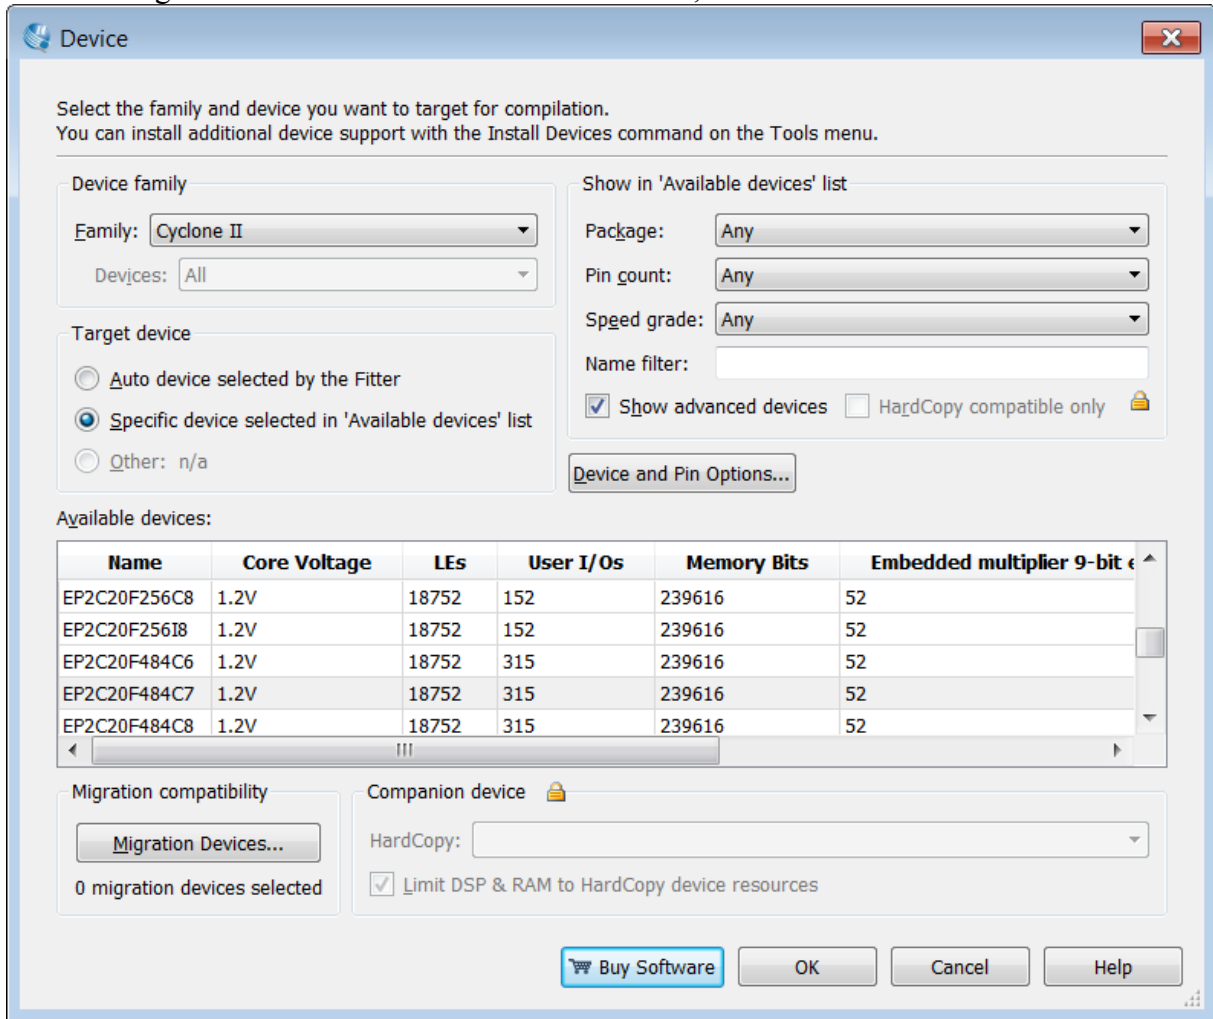 Device
Select the family and device you want to target for compilation.
You can install additional device support with the Install Devices command on the Tools menu.
Device family
Family: Cyclone II
Devices: All
Show in 'Available devices' list
Package: Any
Pin count: Any
Speed grade: Any
Name filter:
Show advanced devices HardCopy compatible only
Target device
Auto device selected by the Fitter
Specific device selected in 'Available devices' list
Other: n/a
Device and Pin Options...
Available devices:
Name Core Voltage LEs User I/Os Memory Bits Embedded multiplier 9-bit e
EP2C20F256C8 1.2V 18752 152 239616 52
EP2C20F256I8 1.2V 18752 152 239616 52
EP2C20F484C6 1.2V 18752 315 239616 52
EP2C20F484C7 1.2V 18752 315 239616 52
EP2C20F484C8 1.2V 18752 315 239616 52
Migration compatibility
Migration Devices...
0 migration devices selected
Companion device
HardCopy:
Limit DSP & RAM to HardCopy device resources
Buy Software OK Cancel Help